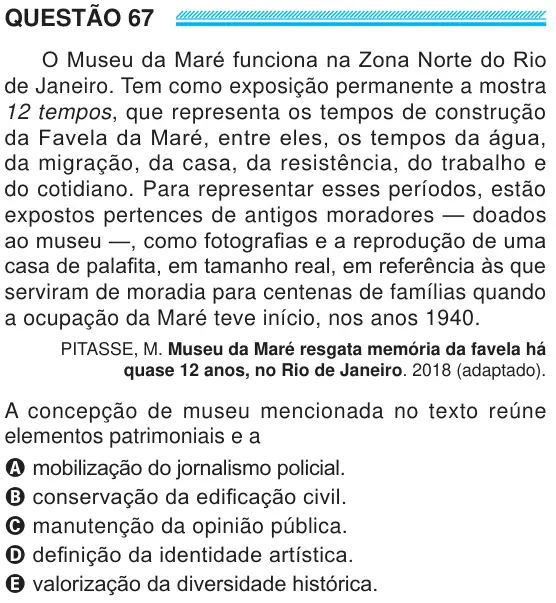 QUESTÃO 67
O Museu da Maré funciona na Zona Norte do Rio
de Janeiro. Tem como exposição permanente a mostra
12 tempos, que representa os tempos de construção
da Favela da Maré, entre eles, os tempos da água,
da migração, da casa, da resistência, do trabalho e
do cotidiano. Para representar esses períodos, estão
expostos pertences de antigos moradores — doados
ao museu —, como fotografias e a reprodução de uma
casa de palafita, em tamanho real, em referência às que
serviram de moradia para centenas de famílias quando
a ocupação da Maré teve início, nos anos 1940.
PITASSE, M. Museu da Maré resgata memória da favela há
quase 12 anos, no Rio de Janeiro. 2018 (adaptado).
A concepção de museu mencionada no texto reúne
elementos patrimoniais e a
A mobilização do jornalismo policial.
B conservação da edificação civil.
C manutenção da opinião pública.
D definição da identidade artística.
E valorização da diversidade histórica.